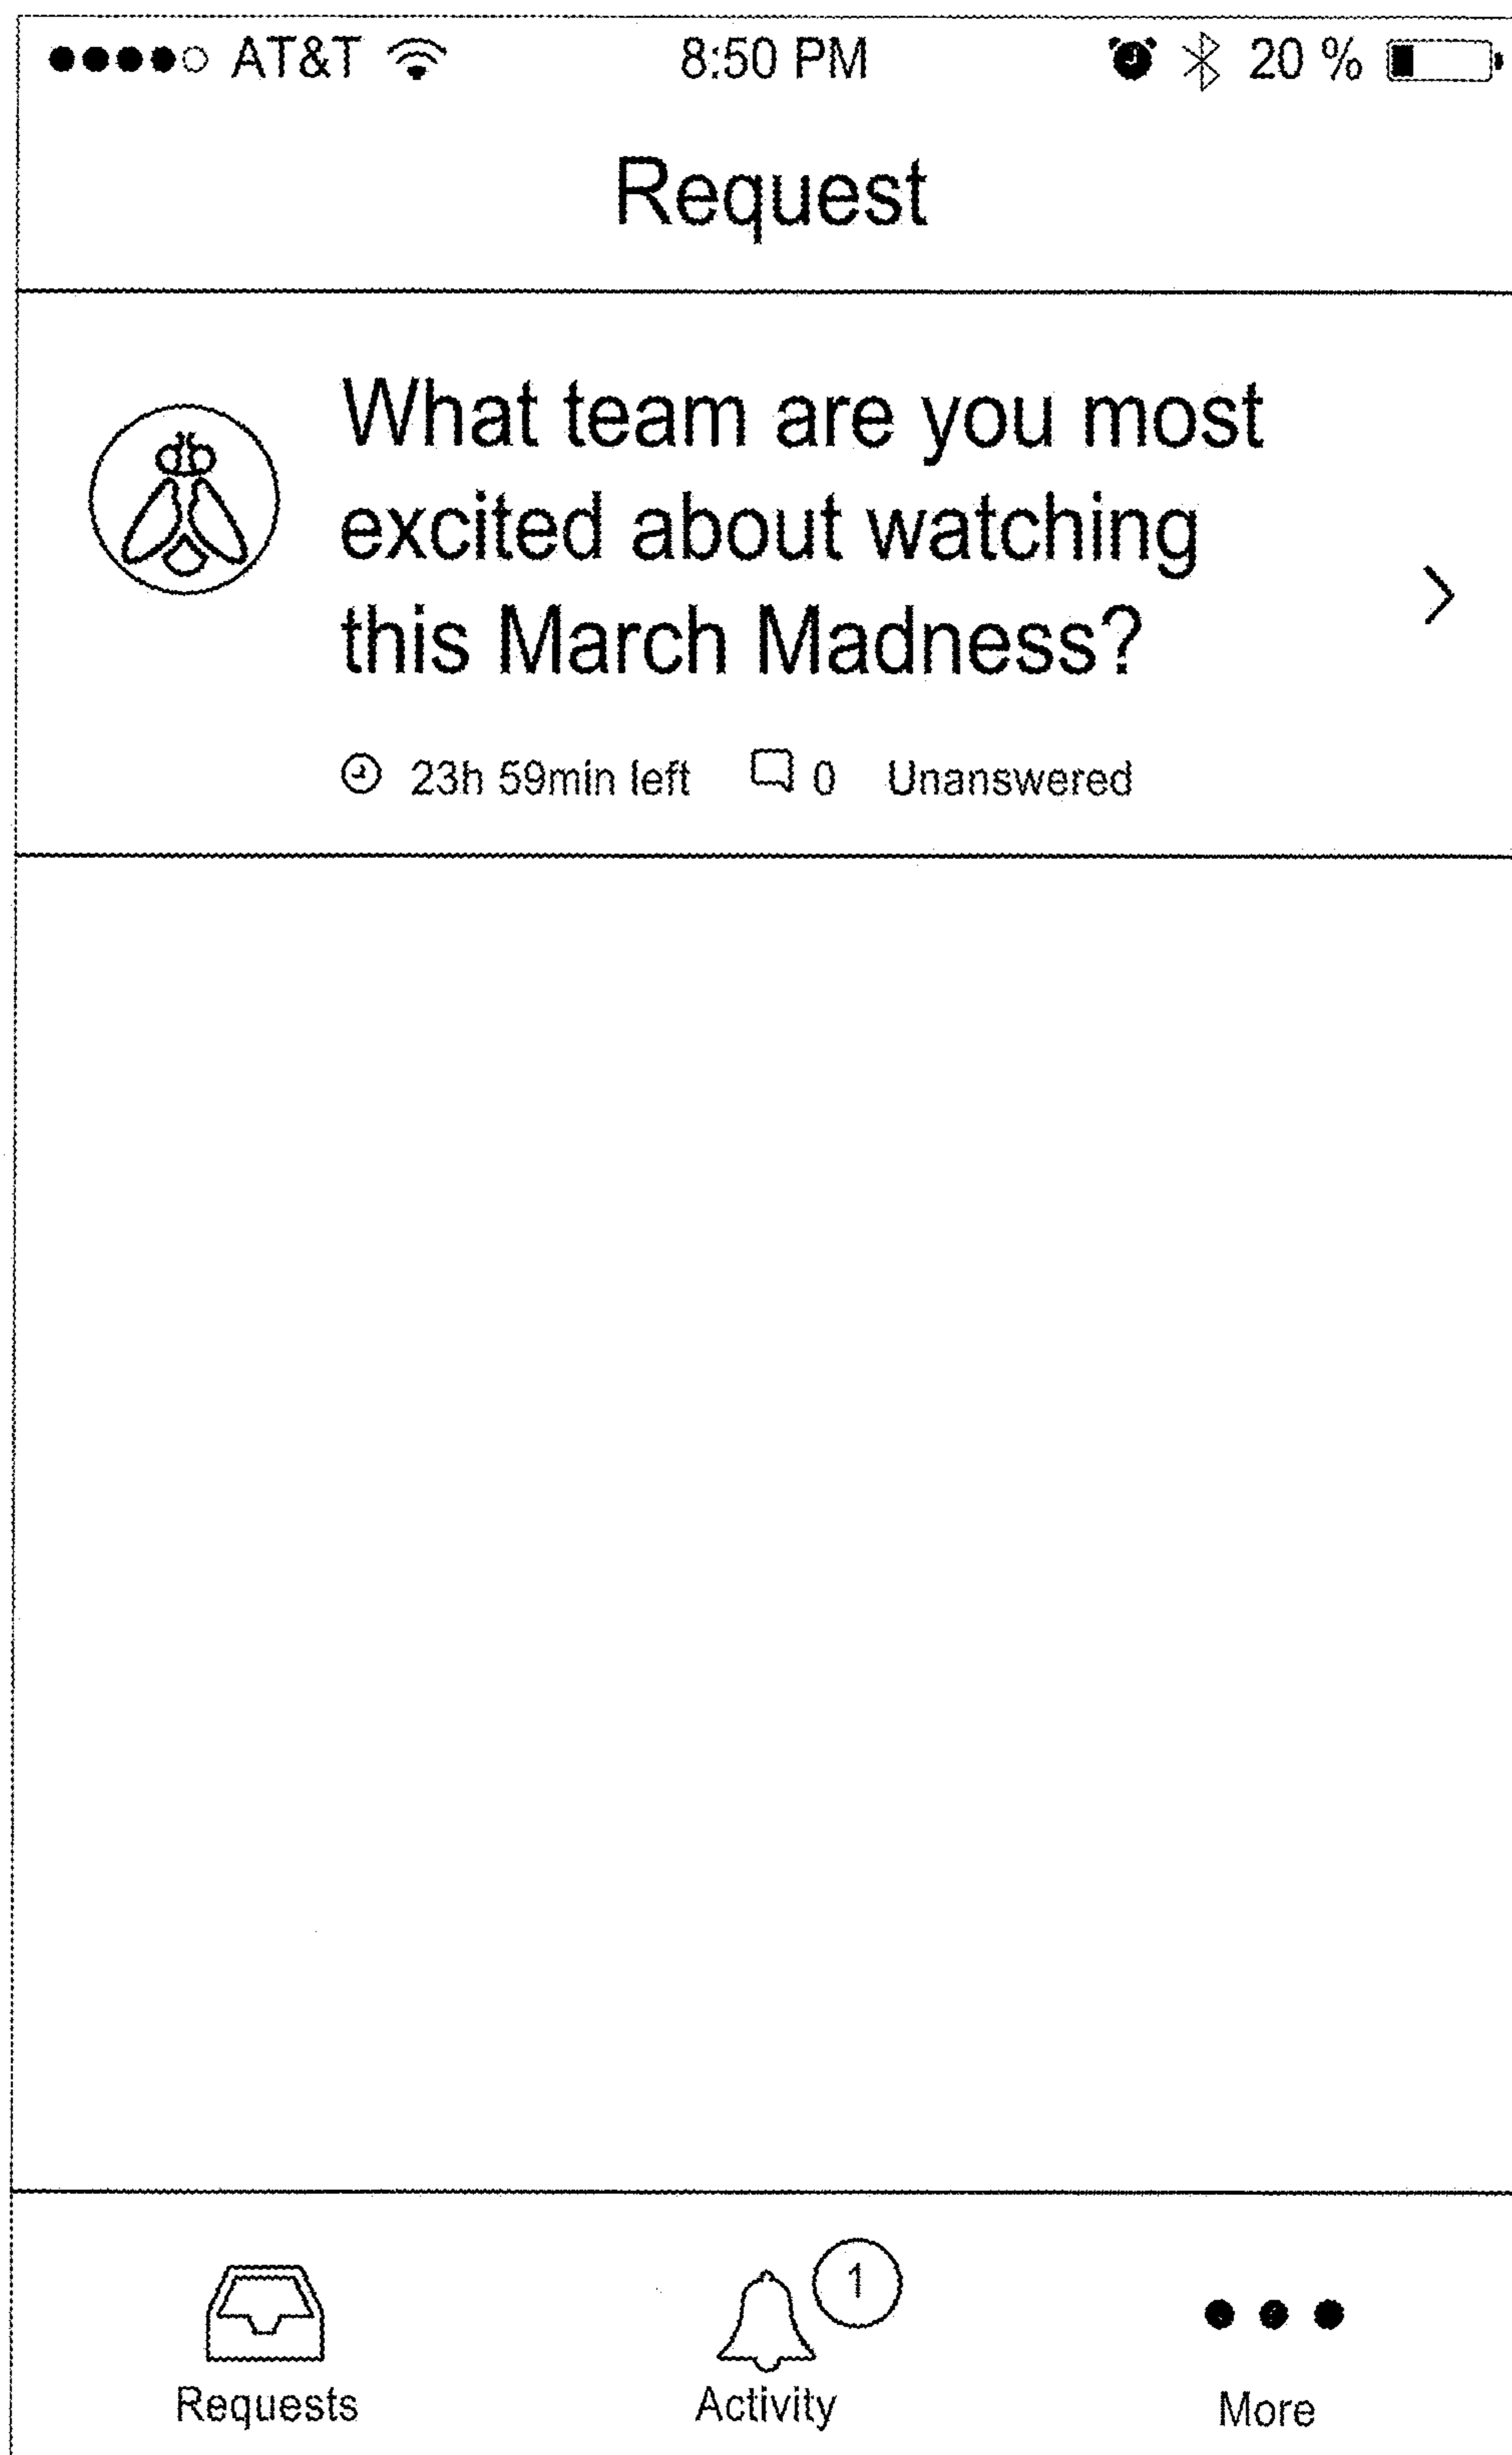 AT&T 8:50 PM 20 %
Request
What team are you most
excited about watching
this March Madness?
23h 59min left 0 Unanswered
1
Requests Activity More